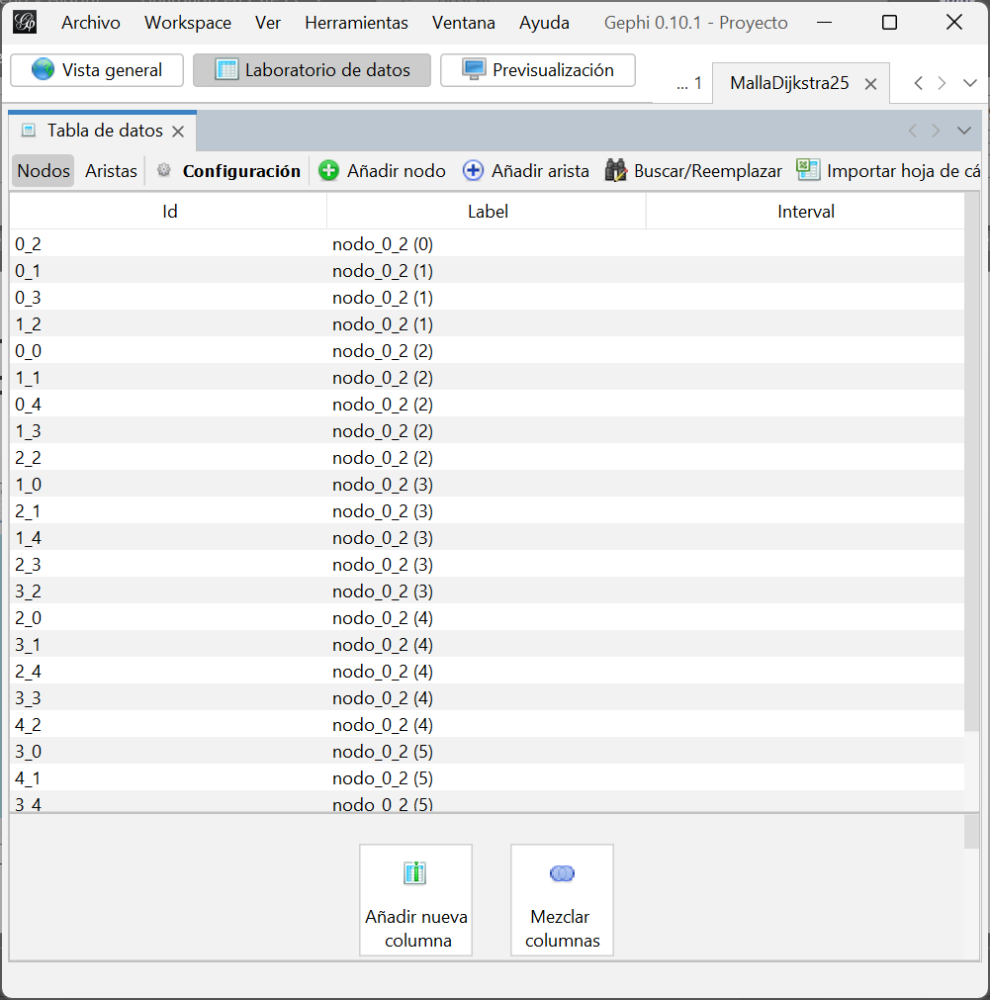 Archivo Workspace Ver Herramientas Ventana Ayuda Gephi 0.10.1 - Proyecto
Vista general Laboratorio de datos Previsualización ... 1 MallaDijkstra25
Tabla de datos
Nodos Aristas Configuración Añadir nodo Añadir arista Buscar/Reemplazar Importar hoja de cá
Id Label Interval
0_2 nodo_0_2 (0)
0_1 nodo_0_2 (1)
0_3 nodo_0_2 (1)
1_2 nodo_0_2 (1)
0_0 nodo_0_2 (2)
1_1 nodo_0_2 (2)
0_4 nodo_0_2 (2)
1_3 nodo_0_2 (2)
2_2 nodo_0_2 (2)
1_0 nodo_0_2 (3)
2_1 nodo_0_2 (3)
1_4 nodo_0_2 (3)
2_3 nodo_0_2 (3)
3_2 nodo_0_2 (3)
2_0 nodo_0_2 (4)
3_1 nodo_0_2 (4)
2_4 nodo_0_2 (4)
3_3 nodo_0_2 (4)
4_2 nodo_0_2 (4)
3_0 nodo_0_2 (5)
4_1 nodo_0_2 (5)
3_4 nodo_0_2 (5)
Añadir nueva
columna
Mezclar
columnas